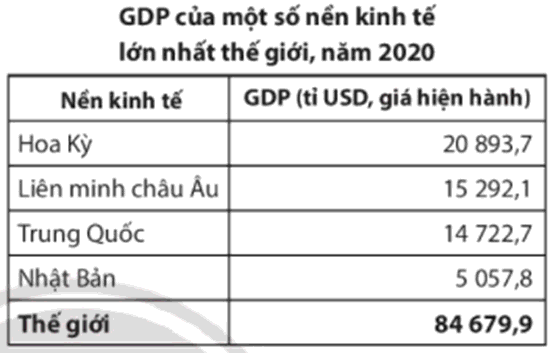 GDP của một số nền kinh tế
lớn nhất thế giới, năm 2020
Nền kinh tế GDP (tỉ USD, giá hiện hành)
Hoa Kỳ 20 893,7
Liên minh châu Âu 15 292,1
Trung Quốc 14 722,7
Nhật Bản 5 057,8
Thế giới 84 679,9